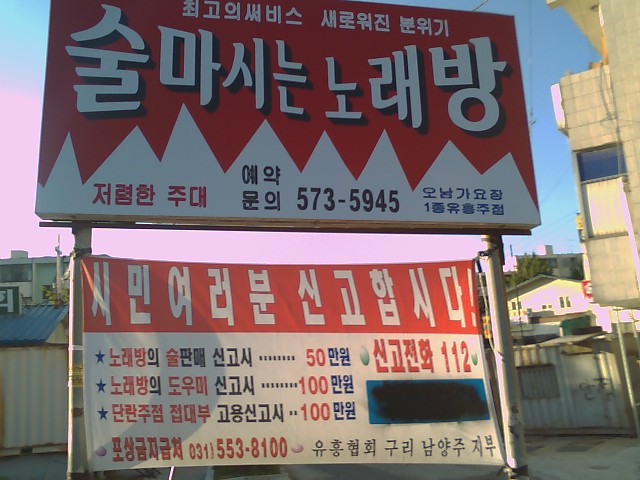 최고의써비스 새로워진 분위기
술마시는노래방
저렴한 주대
예약
문의 573-5945
오남가요장
1종유흥주점
시민여러분 신고합시다!
★노래방의 술판매 신고시 ········ 50만원
★노래방의 도우미 신고시 ········100만원
★단란주점 접대부 고용신고시 ··100만원
신고전화 112
포상금지급처 031)553-8100
유흥협회 구리 남양주 지부